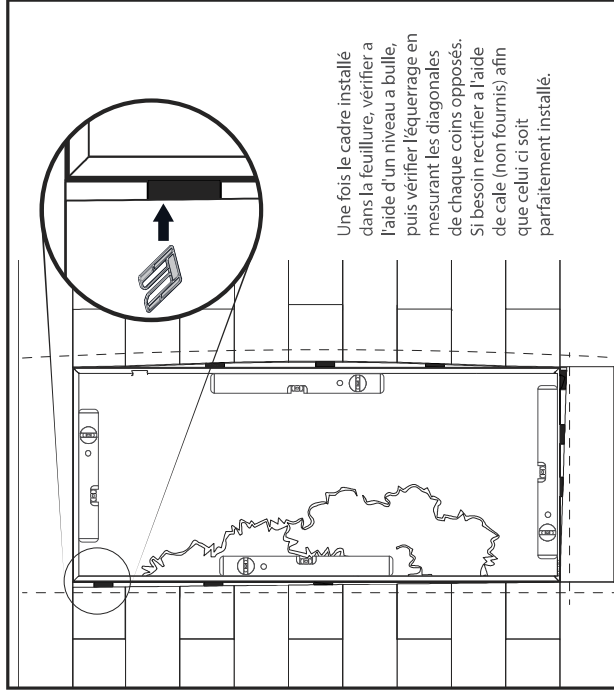 Une fois le cadre installé
dans la feuillure, vérifier a
l'aide d'un niveau a bulle,
puis vérifier l'équerrage en
mesurant les diagonales
de chaque coins opposés.
Si besoin rectifier a l'aide
de cale (non fournis) afin
que celui ci soit
parfaitement installé.